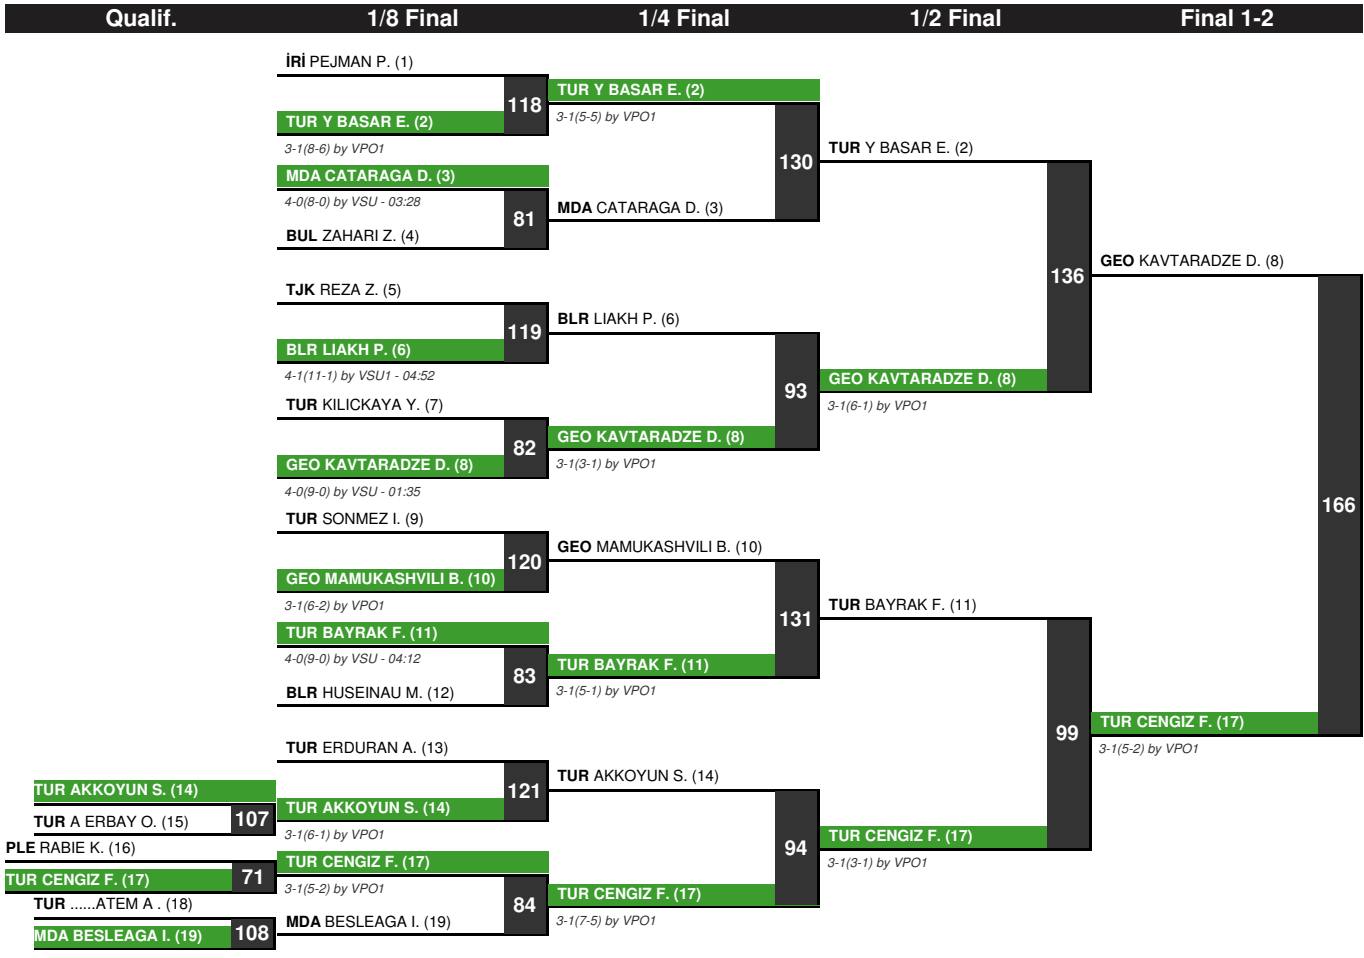 Qualif. 1/8 Final 1/4 Final 1/2 Final Final 1-2
İRİ PEJMAN P. (1)
118
TUR Y BASAR E. (2)
3-1(8-6) by VPO1
MDA CATARAGA D. (3)
4-0(8-0) by VSU - 03:28
81
BUL ZAHARI Z. (4)
TJK REZA Z. (5)
119
BLR LIAKH P. (6)
4-1(11-1) by VSU1 - 04:52
TUR KILICKAYA Y. (7)
82
GEO KAVTARADZE D. (8)
4-0(9-0) by VSU - 01:35
TUR SONMEZ I. (9)
120
GEO MAMUKASHVILI B. (10)
3-1(6-2) by VPO1
TUR BAYRAK F. (11)
4-0(9-0) by VSU - 04:12
83
BLR HUSEINAU M. (12)
TUR ERDURAN A. (13)
121
TUR AKKOYUN S. (14)
3-1(6-1) by VPO1
TUR CENGIZ F. (17)
3-1(5-2) by VPO1
84
MDA BESLEAGA I. (19)
TUR AKKOYUN S. (14)
TUR A ERBAY O. (15)
107
PLE RABIE K. (16)
TUR CENGIZ F. (17)
71
TUR ......ATEM A . (18)
MDA BESLEAGA I. (19)
108
TUR Y BASAR E. (2)
3-1(5-5) by VPO1
130
MDA CATARAGA D. (3)
BLR LIAKH P. (6)
93
GEO KAVTARADZE D. (8)
3-1(3-1) by VPO1
GEO MAMUKASHVILI B. (10)
131
TUR BAYRAK F. (11)
3-1(5-1) by VPO1
TUR AKKOYUN S. (14)
94
TUR CENGIZ F. (17)
3-1(7-5) by VPO1
TUR Y BASAR E. (2)
136
GEO KAVTARADZE D. (8)
3-1(6-1) by VPO1
TUR BAYRAK F. (11)
99
TUR CENGIZ F. (17)
3-1(3-1) by VPO1
GEO KAVTARADZE D. (8)
166
TUR CENGIZ F. (17)
3-1(5-2) by VPO1